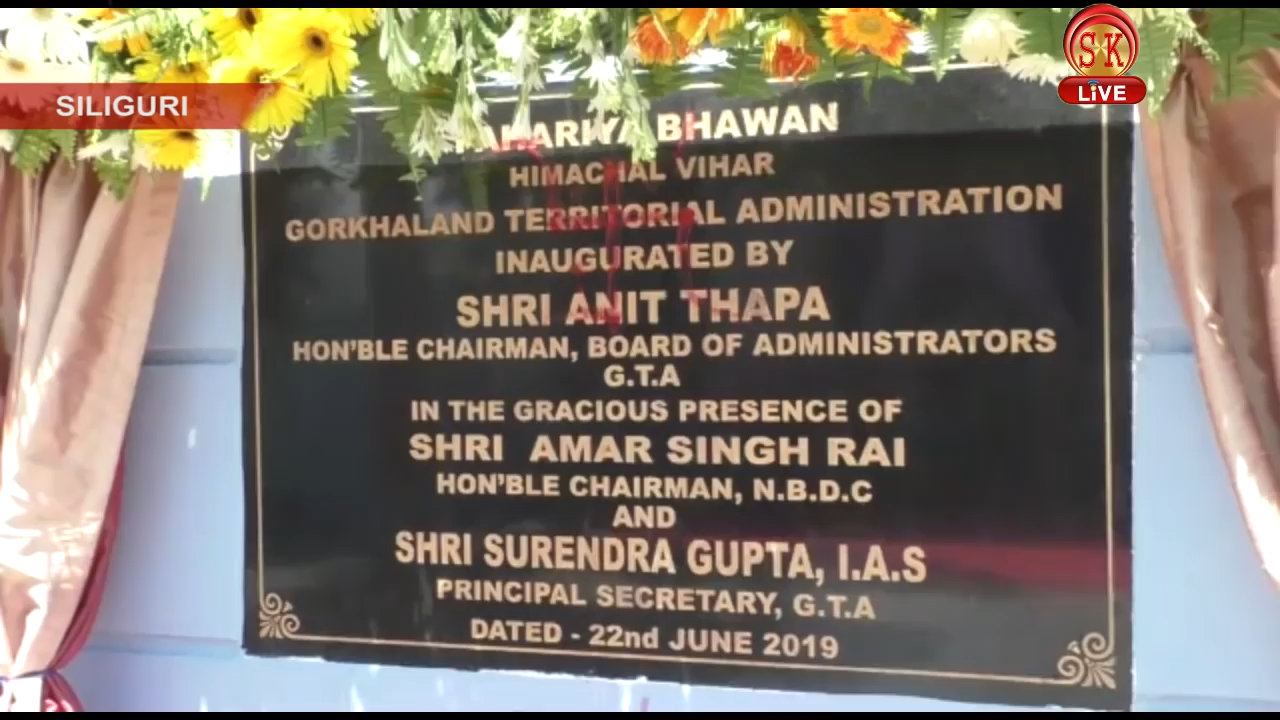 SK
LiVE
SILIGURI
BHAWAN
HIMACHAL VIHAR
GORKHALAND TERRITORIAL ADMINISTRATION
INAUGURATED BY
SHRI ANIT THAPA
HON'BLE CHAIRMAN, BOARD OF ADMINISTRATORS
G.T.A
IN THE GRACIOUS PRESENCE OF
SHRI AMAR SINGH RAI
HON'BLE CHAIRMAN, N.B.D.C
AND
SHRI SURENDRA GUPTA, I.A.S
PRINCIPAL SECRETARY, G.T.A
DATED - 22nd JUNE 2019